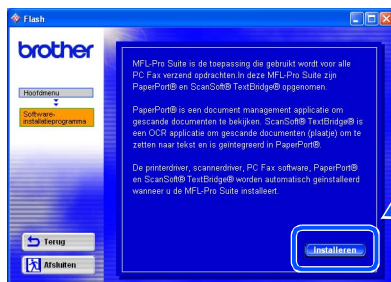 Flash
brother
Hoofdmenu
Software-
installatieprogramma
MFL-Pro Suite is de toepassing die gebruikt wordt voor alle
PC Fax verzend opdrachten.In deze MFL-Pro Suite zijn
PaperPort® en ScanSoft® TextBridge® opgenomen.
PaperPort® is een document management applicatie om
gescande documenten te bekijken. ScanSoft® TextBridge®
is een OCR applicatie om gescande documenten (plaatje) om te
zetten naar tekst en is geïntegreerd in PaperPort®.
De printerdriver, scannerdriver, PC Fax software, PaperPort®
en ScanSoft® TextBridge® worden automatisch geïnstalleerd
wanneer u de MFL-Pro Suite installeert.
Terug
Afsluiten
Installeren